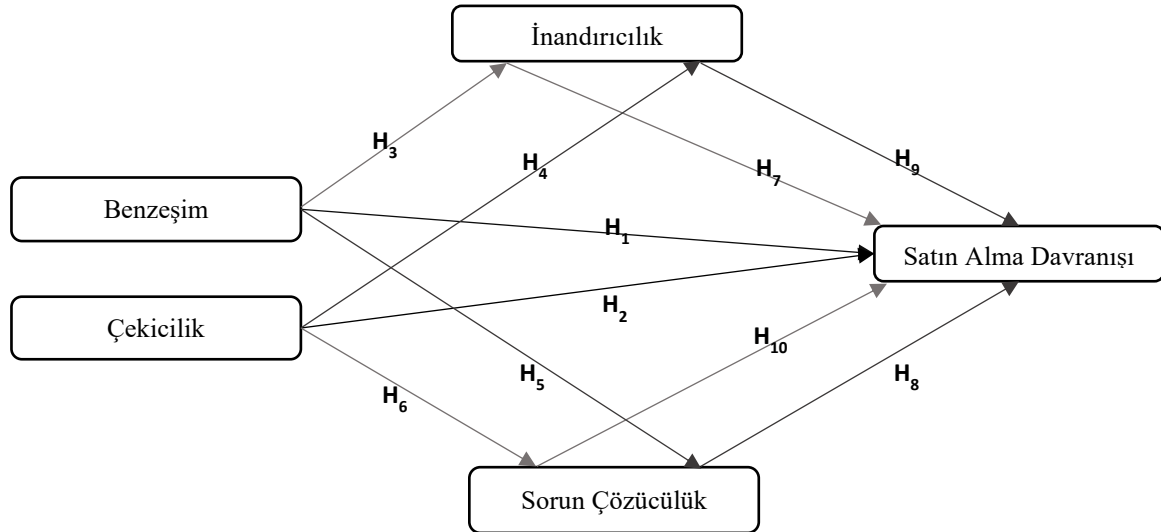 İnandırıcılık
H3
H4
H7
H9
Benzeşim
H1
Satın Alma Davranışı
Çekicilik
H2
H10
H5
H8
H6
Sorun Çözücülük